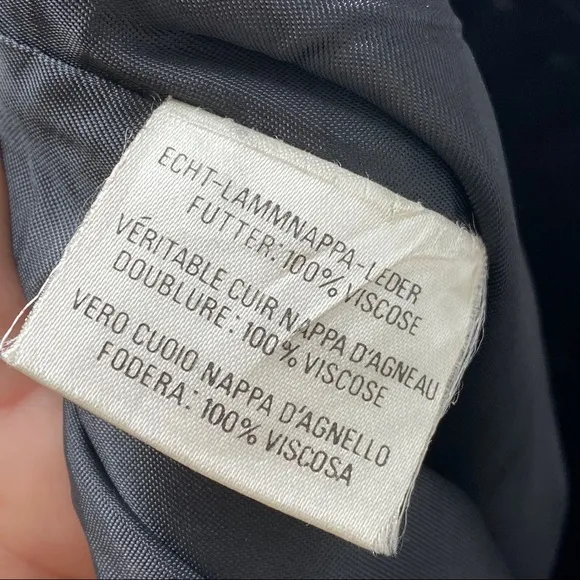 ECHT-LAMMNAPPA-LEDER
FUTTER: 100% VISCOSE
VÉRITABLE CUIR NAPPA D'AGNEAU
DOUBLURE: 100% VISCOSE
VERO CUOIO NAPPA D'AGNELLO
FODERA: 100% VISCOSA